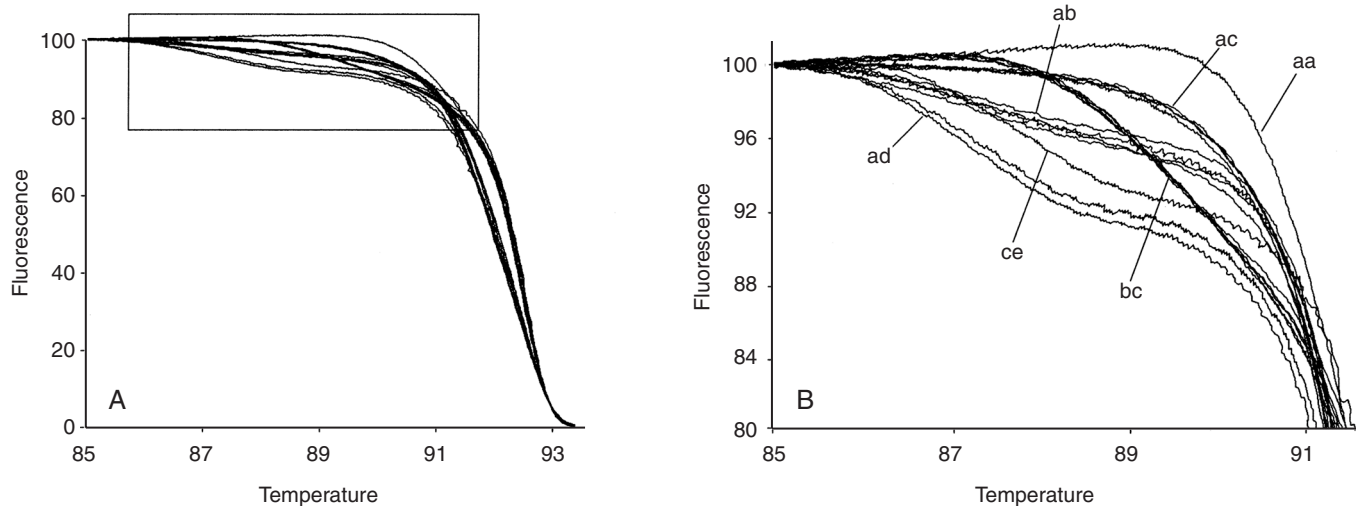 100
80
60
40
20
0
Fluorescence
A
85 87 89 91 93
Temperature
100
96
92
88
84
80
Fluorescence
ab
ac
aa
ad
ce
bc
B
85 87 89 91
Temperature